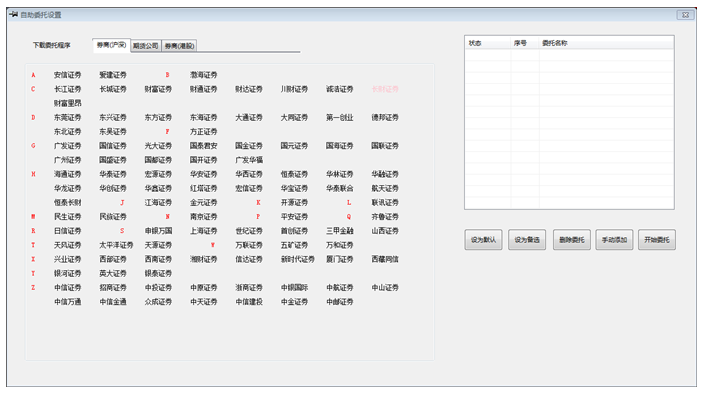 自助委托设置
下载委托程序 券商(沪深) 期货公司 券商(港股)
状态 序号 委托名称
A 安信证券 爱建证券 B 渤海证券
C 长江证券 长城证券 财富证券 财通证券 财达证券 川财证券 诚浩证券 长财证券
财富里昂
D 东莞证券 东兴证券 东方证券 东海证券 大通证券 大同证券 第一创业 德邦证券
东北证券 东吴证券 F 方正证券
G 广发证券 国信证券 光大证券 国泰君安 国金证券 国元证券 国海证券 国联证券
广州证券 国盛证券 国都证券 国开证券 广发华福
H 海通证券 华泰证券 宏源证券 华安证券 华西证券 恒泰证券 华林证券 华融证券
华龙证券 华创证券 华鑫证券 红塔证券 宏信证券 华宝证券 华泰联合 航天证券
恒泰长财 J 江海证券 金元证券 K 开源证券 L 联讯证券
M 民生证券 民族证券 N 南京证券 P 平安证券 Q 齐鲁证券
R 日信证券 S 申银万国 上海证券 世纪证券 首创证券 三甲金融 山西证券
T 天风证券 太平洋证券 天源证券 W 万联证券 五矿证券 万和证券
X 兴业证券 西部证券 西南证券 湘财证券 信达证券 新时代证券 厦门证券 西藏同信
Y 银河证券 英大证券 银泰证券
Z 中信证券 招商证券 中投证券 中原证券 浙商证券 中银国际 中航证券 中山证券
中信万通 中信金通 众成证券 中天证券 中信建投 中金证券 中邮证券
设为默认 设为备选 删除委托 手动添加 开始委托